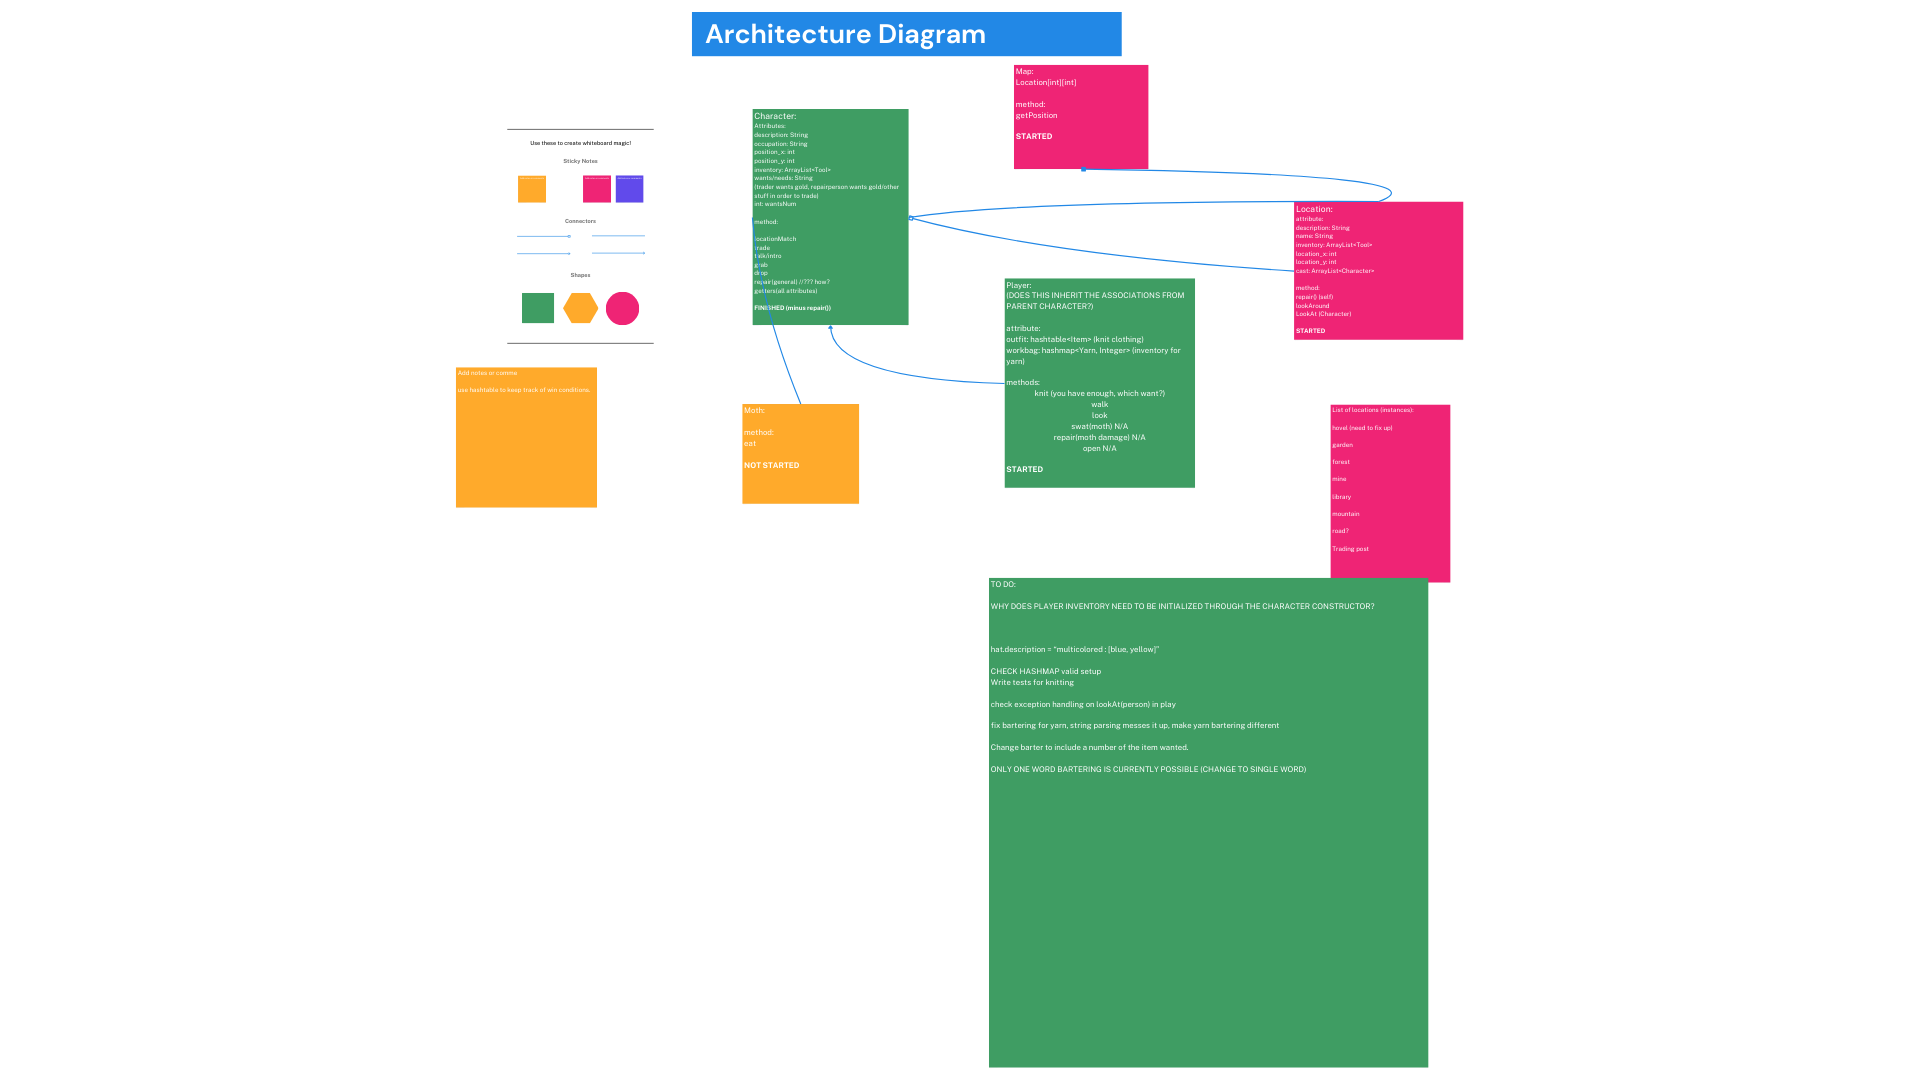 Architecture Diagram
Map:
Location[int][int]
method:
getPosition
STARTED
Character:
Attributes:
description: String
occupation: String
position_x: int
position_y: int
inventory: ArrayList<Tool>
wants/needs: String
(trader wants gold, repairperson wants gold/other
stuff in order to trade)
int: wantsNum
method:
locationMatch
trade
talk/intro
grab
drop
repair(general) //??? how?
getters(all attributes)
FINISHED (minus repair())
Use these to create whiteboard magic!
Sticky Notes
Connectors
Shapes
Location:
attribute:
description: String
name: String
inventory: ArrayList<Tool>
location_x: int
location_y: int
cast: ArrayList<Character>
method:
repair() (self)
lookAround
LookAt (Character)
STARTED
Player:
(DOES THIS INHERIT THE ASSOCIATIONS FROM
PARENT CHARACTER?)
attribute:
outfit: hashtable<Item> (knit clothing)
workbag: hashmap<Yarn, Integer> (inventory for
yarn)
methods:
knit (you have enough, which want?)
walk
look
swat(moth) N/A
repair(moth damage) N/A
open N/A
STARTED
Add notes or comme
use hashtable to keep track of win conditions.
Moth:
method:
eat
NOT STARTED
List of locations (instances):
hovel (need to fix up)
garden
forest
mine
library
mountain
road?
Trading post
TO DO:
WHY DOES PLAYER INVENTORY NEED TO BE INITIALIZED THROUGH THE CHARACTER CONSTRUCTOR?
hat.description = "multicolored : [blue, yellow]"
CHECK HASHMAP valid setup
Write tests for knitting
check exception handling on lookAt(person) in play
fix bartering for yarn, string parsing messes it up, make yarn bartering different
Change barter to include a number of the item wanted.
ONLY ONE WORD BARTERING IS CURRENTLY POSSIBLE (CHANGE TO SINGLE WORD)